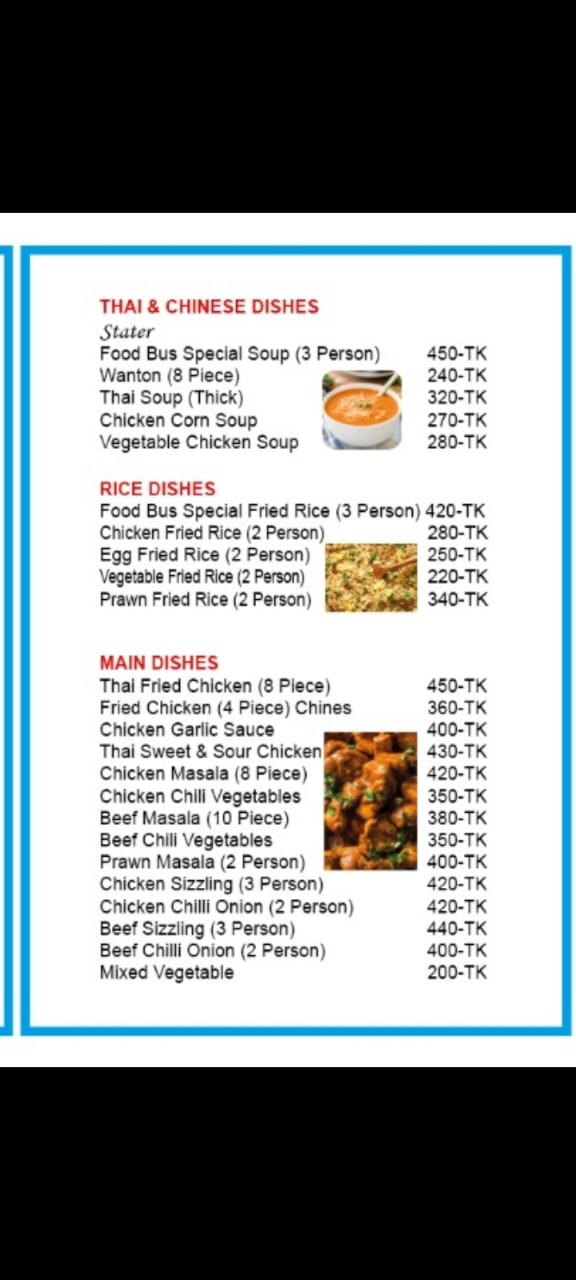 THAI & CHINESE DISHES
Stater
Food Bus Special Soup (3 Person) 450-TK
Wanton (8 Piece) 240-TK
Thai Soup (Thick) 320-TK
Chicken Corn Soup 270-TK
Vegetable Chicken Soup 280-TK
RICE DISHES
Food Bus Special Fried Rice (3 Person) 420-TK
Chicken Fried Rice (2 Person) 280-TK
Egg Fried Rice (2 Person) 250-TK
Vegetable Fried Rice (2 Person) 220-TK
Prawn Fried Rice (2 Person) 340-TK
MAIN DISHES
Thai Fried Chicken (8 Piece) 450-TK
Fried Chicken (4 Piece) Chines 360-TK
Chicken Garlic Sauce 400-TK
Thai Sweet & Sour Chicken 430-TK
Chicken Masala (8 Piece) 420-TK
Chicken Chili Vegetables 350-TK
Beef Masala (10 Piece) 380-TK
Beef Chili Vegetables 350-TK
Prawn Masala (2 Person) 400-TK
Chicken Sizzling (3 Person) 420-TK
Chicken Chilli Onion (2 Person) 420-TK
Beef Sizzling (3 Person) 440-TK
Beef Chilli Onion (2 Person) 400-TK
Mixed Vegetable 200-TK